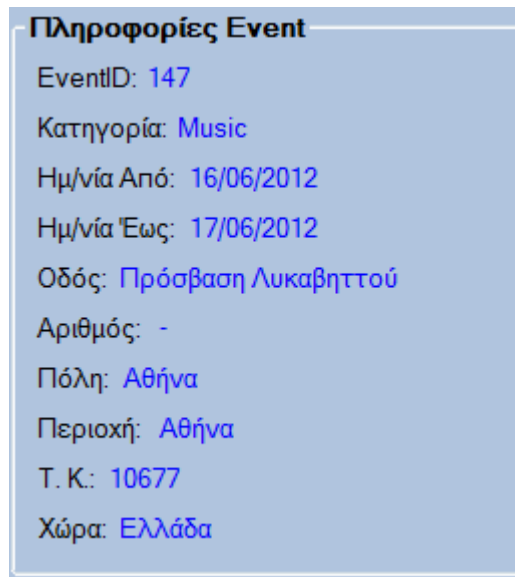 Πληροφορίες Event
EventID: 147
Κατηγορία: Music
Ημ/νία Από: 16/06/2012
Ημ/νία Έως: 17/06/2012
Οδός: Πρόσβαση Λυκαβηττού
Αριθμός: -
Πόλη: Αθήνα
Περιοχή: Αθήνα
Τ. Κ.: 10677
Χώρα: Ελλάδα